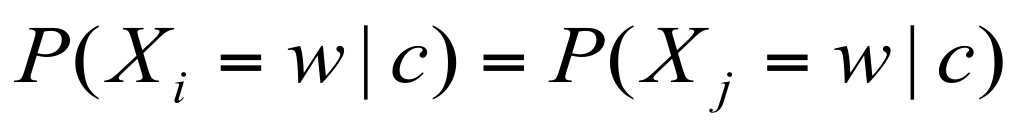 P(X_i = w | c) = P(X_j = w | c)